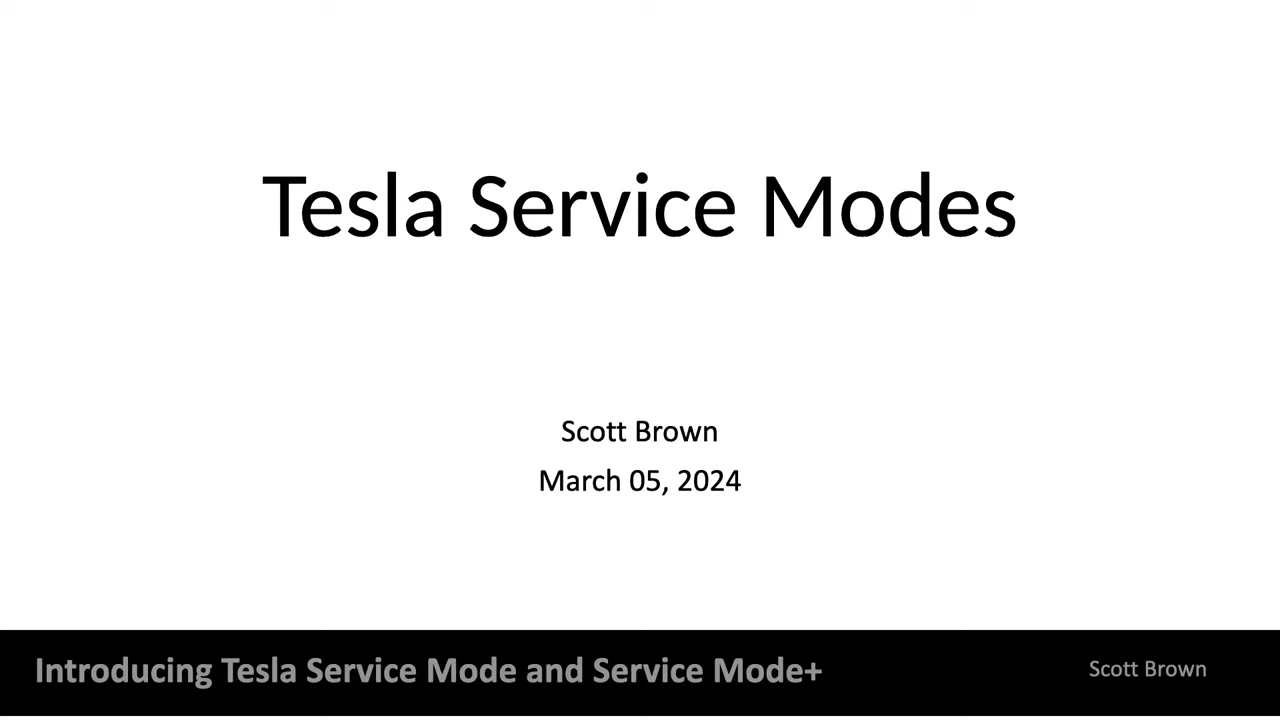 Tesla Service Modes
Scott Brown
March 05, 2024
Introducing Tesla Service Mode and Service Mode+
Scott Brown